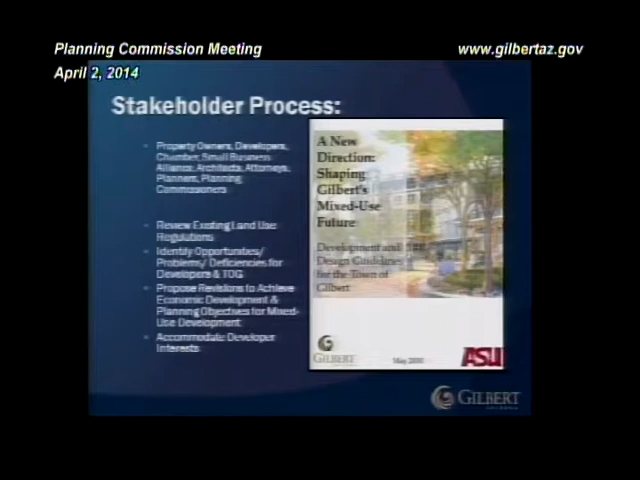 Planning Commission Meeting
www.gilbertaz.gov
April 2, 2014
Stakeholder Process:
Property Owners, Developers,
Chamber, Small Business
Alliance, Architects, Attorneys,
Planners, Planning
Commissioners
Review Existing Land Use
Regulations
Identify Opportunities/
Problems/ Deficiencies for
Developers & TOG
Propose Revisions to Achieve
Economic Development &
Planning Objectives for Mixed-
Use Development
Accommodate Developer
Interests
A New
Direction:
Shaping
Gilbert's
Mixed-Use
Future
Development and
Design Guidelines
for the Town of
Gilbert
GILBERT
May
ASU
GILBERT